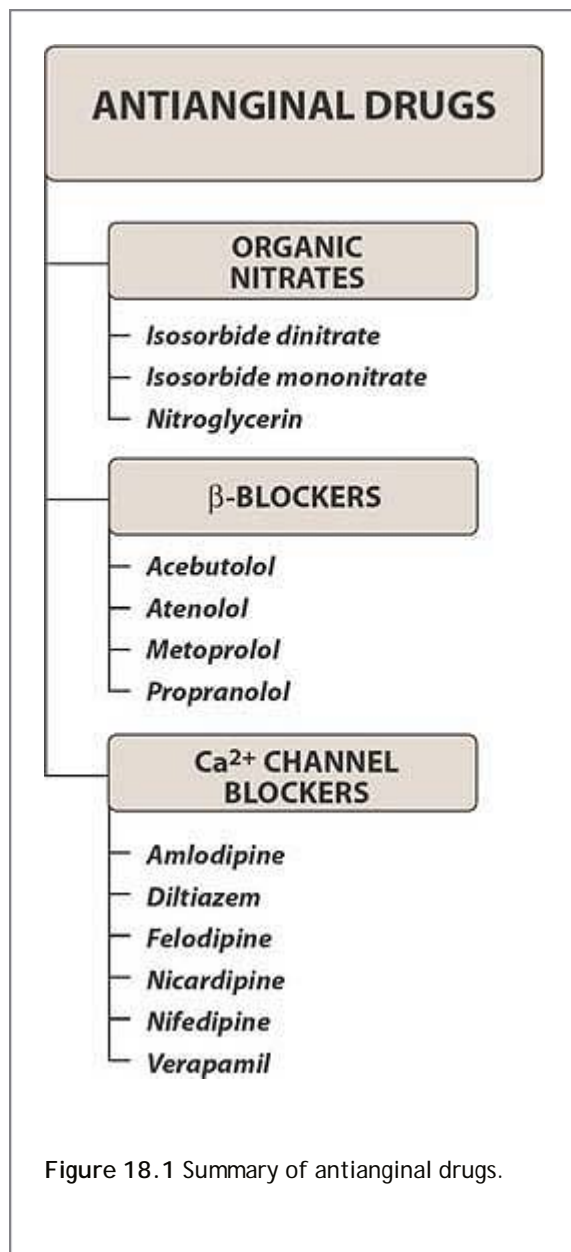 ANTIANGINAL DRUGS
ORGANIC
NITRATES
Isosorbide dinitrate
Isosorbide mononitrate
Nitroglycerin
β-BLOCKERS
Acebutolol
Atenolol
Metoprolol
Propranolol
Ca²⁺ CHANNEL
BLOCKERS
Amlodipine
Diltiazem
Felodipine
Nicardipine
Nifedipine
Verapamil
Figure 18.1 Summary of antianginal drugs.